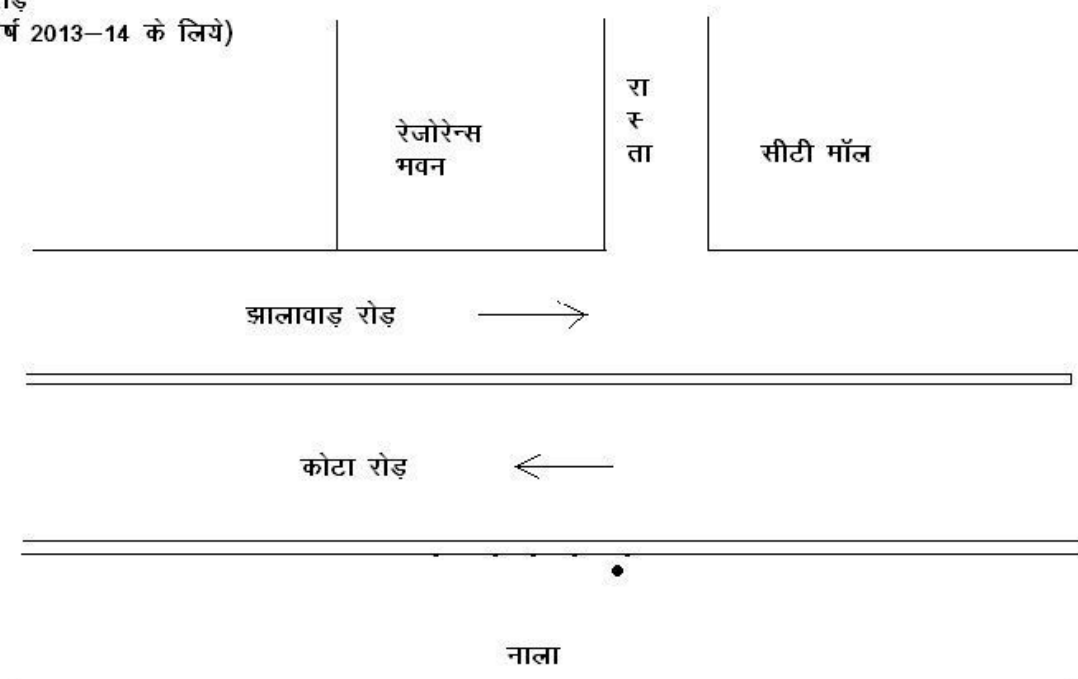 र्ष 2013–14 के लिये)
रेजोरेन्स
भवन
रा
स्
ता
सीटी मॉल
झालावाड़ रोड़
कोटा रोड़
नाला